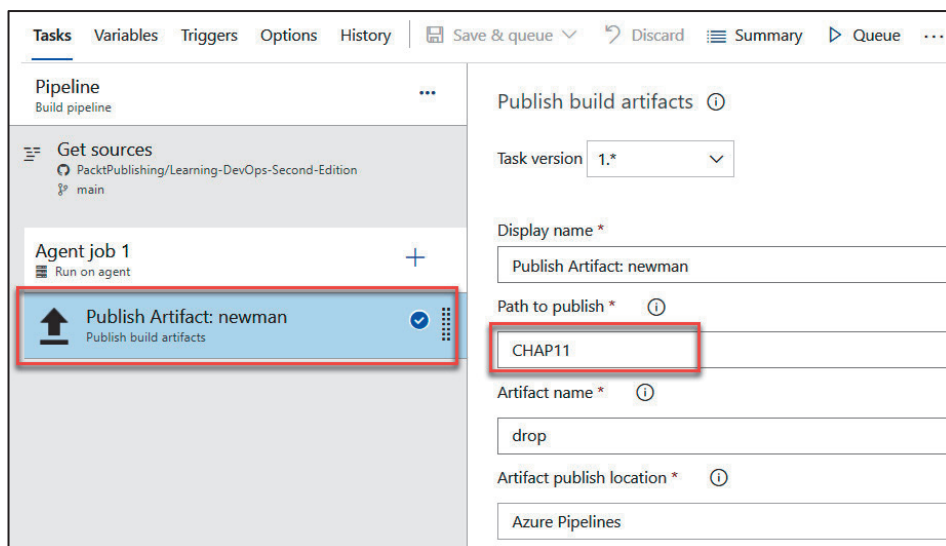 Tasks Variables Triggers Options History Save & queue Discard Summary Queue ...
Pipeline
Build pipeline
...
Get sources
PacktPublishing/Learning-DevOps-Second-Edition
main
Agent job 1
Run on agent
Publish Artifact: newman
Publish build artifacts
Publish build artifacts
Task version 1.*
Display name *
Publish Artifact: newman
Path to publish *
CHAP11
Artifact name *
drop
Artifact publish location *
Azure Pipelines